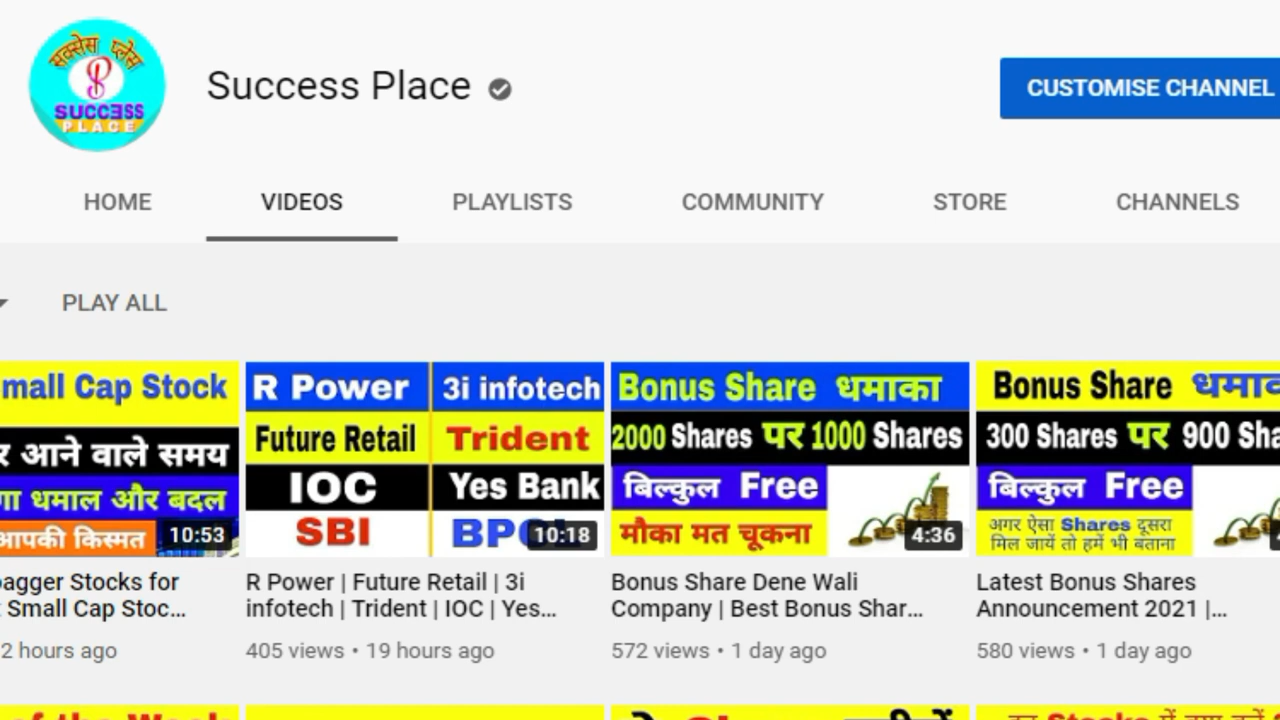 सक्सेस प्लेस
SUCCESS
PLACE
Success Place
CUSTOMISE CHANNEL
HOME
VIDEOS
PLAYLISTS
COMMUNITY
STORE
CHANNELS
PLAY ALL
mall Cap Stock
र आने वाले समय
गा धमाल और बदल
आपकी किस्मत
10:53
R Power
3i infotech
Future Retail
Trident
IOC
Yes Bank
SBI
10:18
Bonus Share धमाका
2000 Shares पर 1000 Shares
बिल्कुल Free
मौका मत चूकना
4:36
Bonus Share
300 Shares पर 900 Sha
बिल्कुल Free
अगर ऐसा Shares दूसरा
मिल जायें तो हमें भी बताना
bagger Stocks for
Small Cap Stoc...
R Power | Future Retail | 3i
infotech | Trident | IOC | Yes...
Bonus Share Dene Wali
Company | Best Bonus Shar...
Latest Bonus Shares
Announcement 2021 |...
2 hours ago
405 views • 19 hours ago
572 views • 1 day ago
580 views • 1 day ago